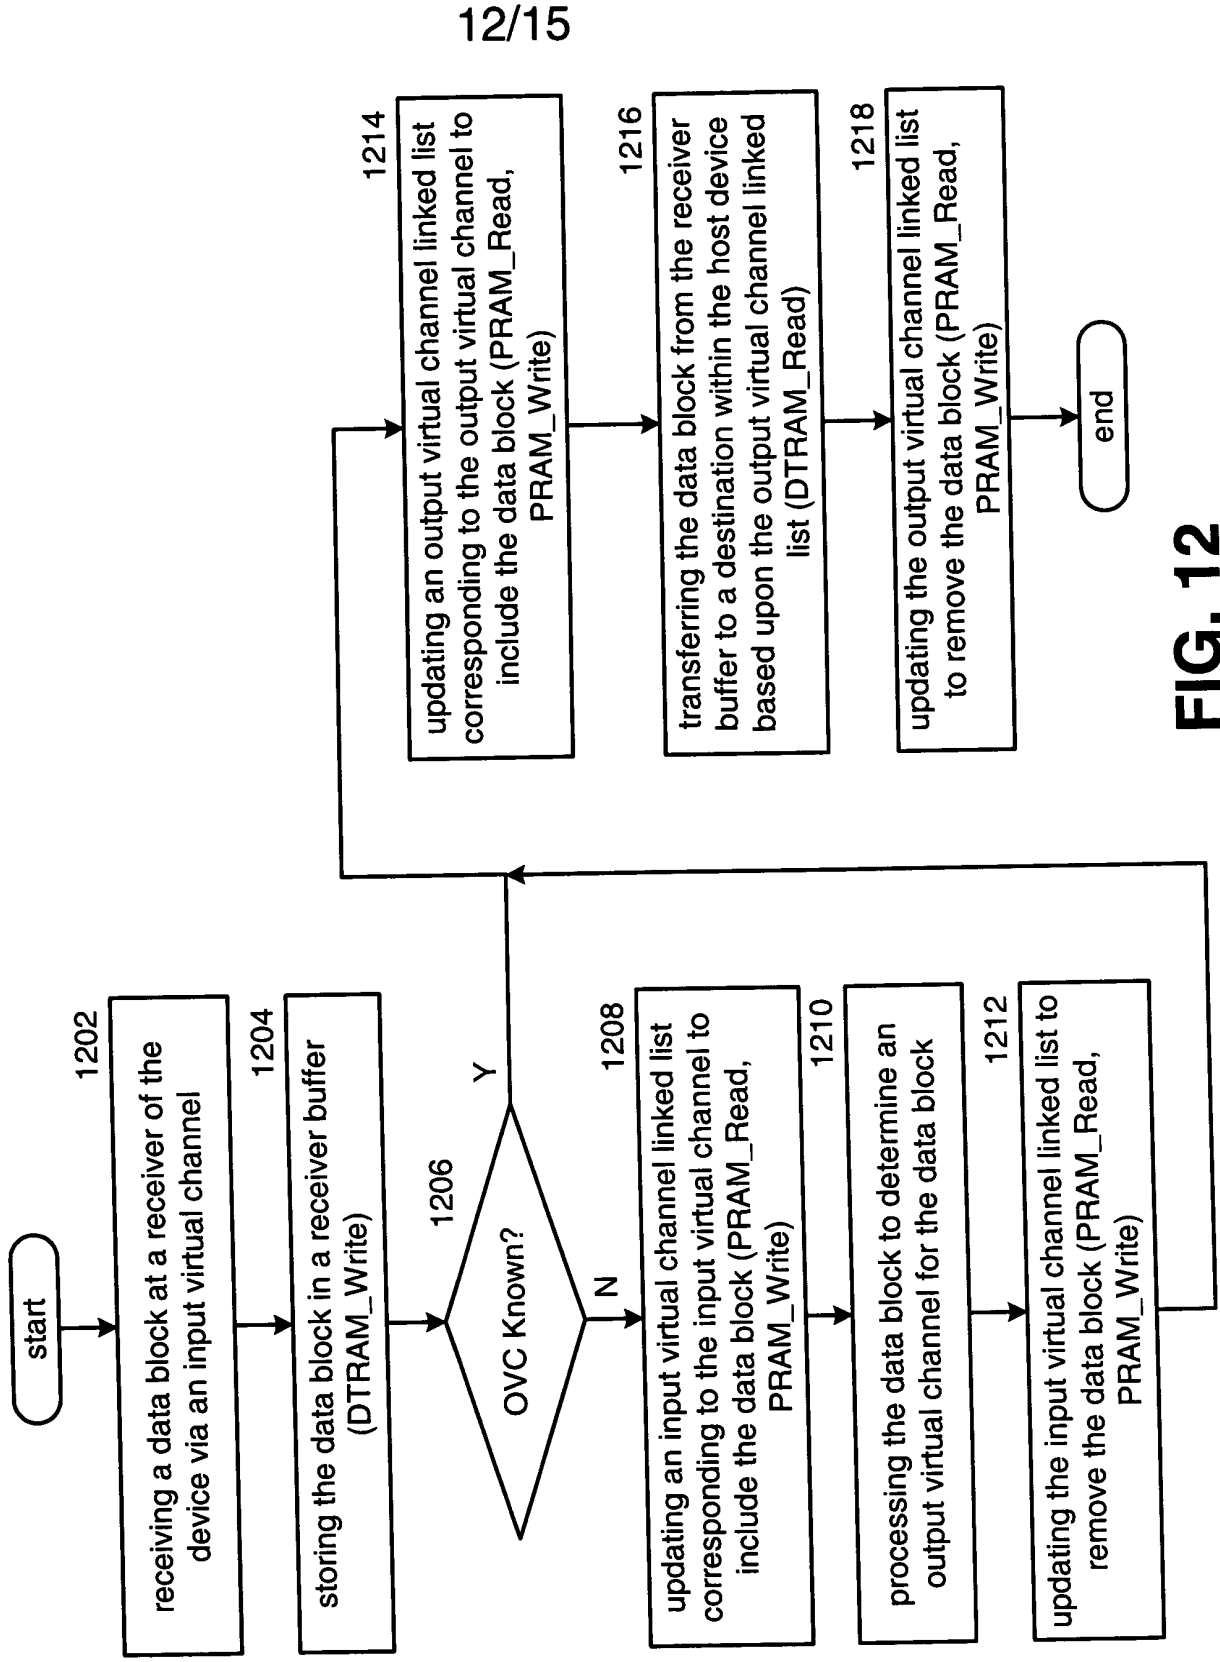 12/15
start
1202
receiving a data block at a receiver of the
device via an input virtual channel
1204
storing the data block in a receiver buffer
(DTRAM_Write)
1206
OVC Known?
Y
N
1208
updating an input virtual channel linked list
corresponding to the input virtual channel to
include the data block (PRAM_Read,
PRAM_Write)
1210
processing the data block to determine an
output virtual channel for the data block
1212
updating the input virtual channel linked list to
remove the data block (PRAM_Read,
PRAM_Write)
1214
updating an output virtual channel linked list
corresponding to the output virtual channel to
include the data block (PRAM_Read,
PRAM_Write)
1216
transferring the data block from the receiver
buffer to a destination within the host device
based upon the output virtual channel linked
list (DTRAM_Read)
1218
updating the output virtual channel linked list
to remove the data block (PRAM_Read,
PRAM_Write)
end
FIG. 12